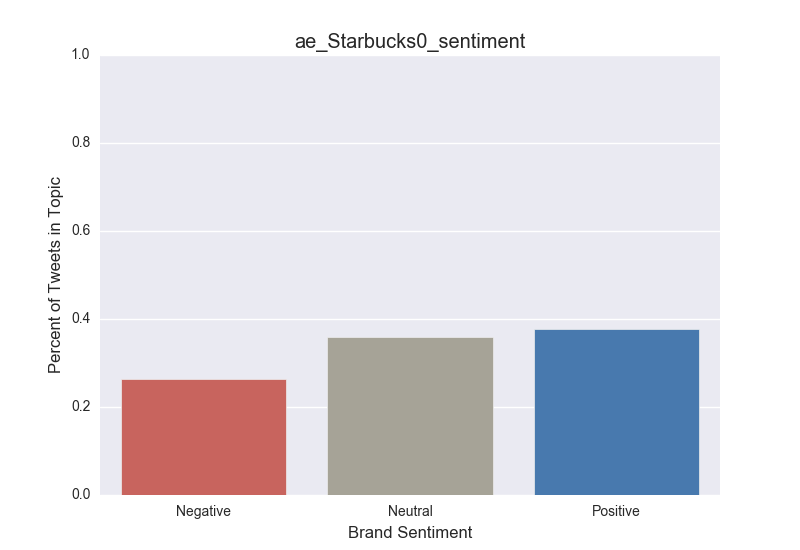 ae_Starbucks0_sentiment
1.0
0.8
0.6
0.4
0.2
0.0
Percent of Tweets in Topic
Negative
Neutral
Positive
Brand Sentiment